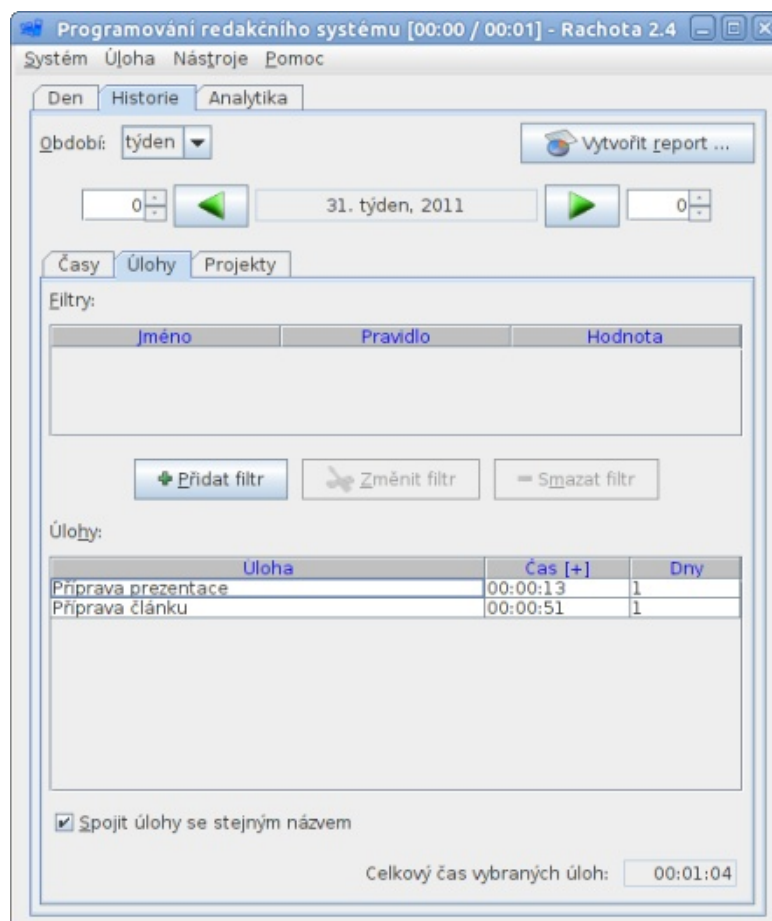 Programování redakčního systému [00:00 / 00:01] - Rachota 2.4
Systém Úloha Nástroje Pomoc
Den Historie Analytika
Období: týden Vytvořit report ...
0 31. týden, 2011 0
Časy Úlohy Projekty
Filtry:
Jméno Pravidlo Hodnota
Přidat filtr Změnit filtr Smazat filtr
Úlohy:
Úloha Čas [+] Dny
Příprava prezentace 00:00:13 1
Příprava článku 00:00:51 1
Spojit úlohy se stejným názvem
Celkový čas vybraných úloh: 00:01:04